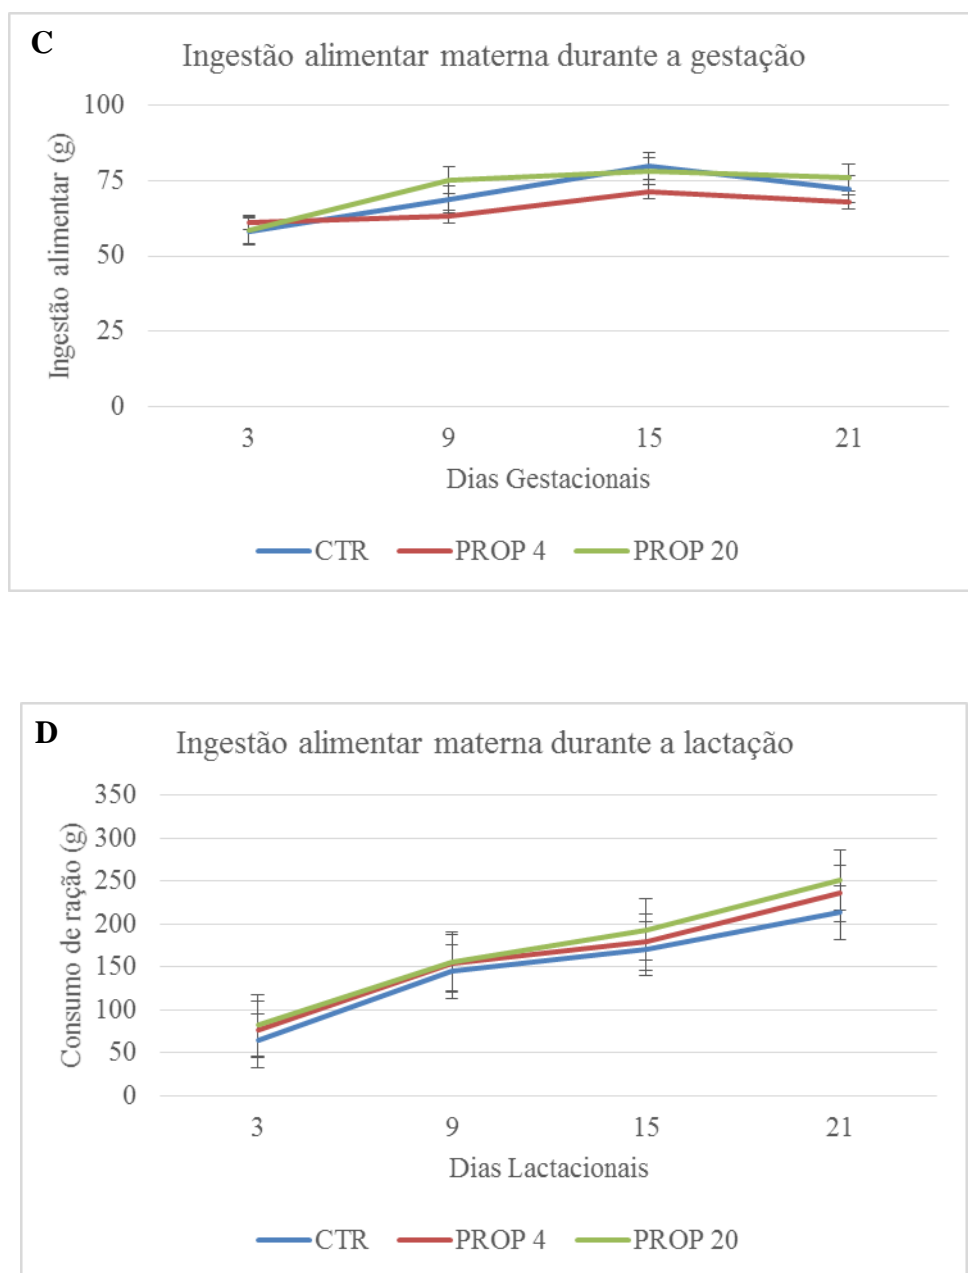 C
Ingestão alimentar materna durante a gestação
Ingestão alimentar (g)
100
75
50
25
0
3 9 15 21
Dias Gestacionais
CTR PROP 4 PROP 20
D
Ingestão alimentar materna durante a lactação
Consumo de ração (g)
350
300
250
200
150
100
50
0
3 9 15 21
Dias Lactacionais
CTR PROP 4 PROP 20